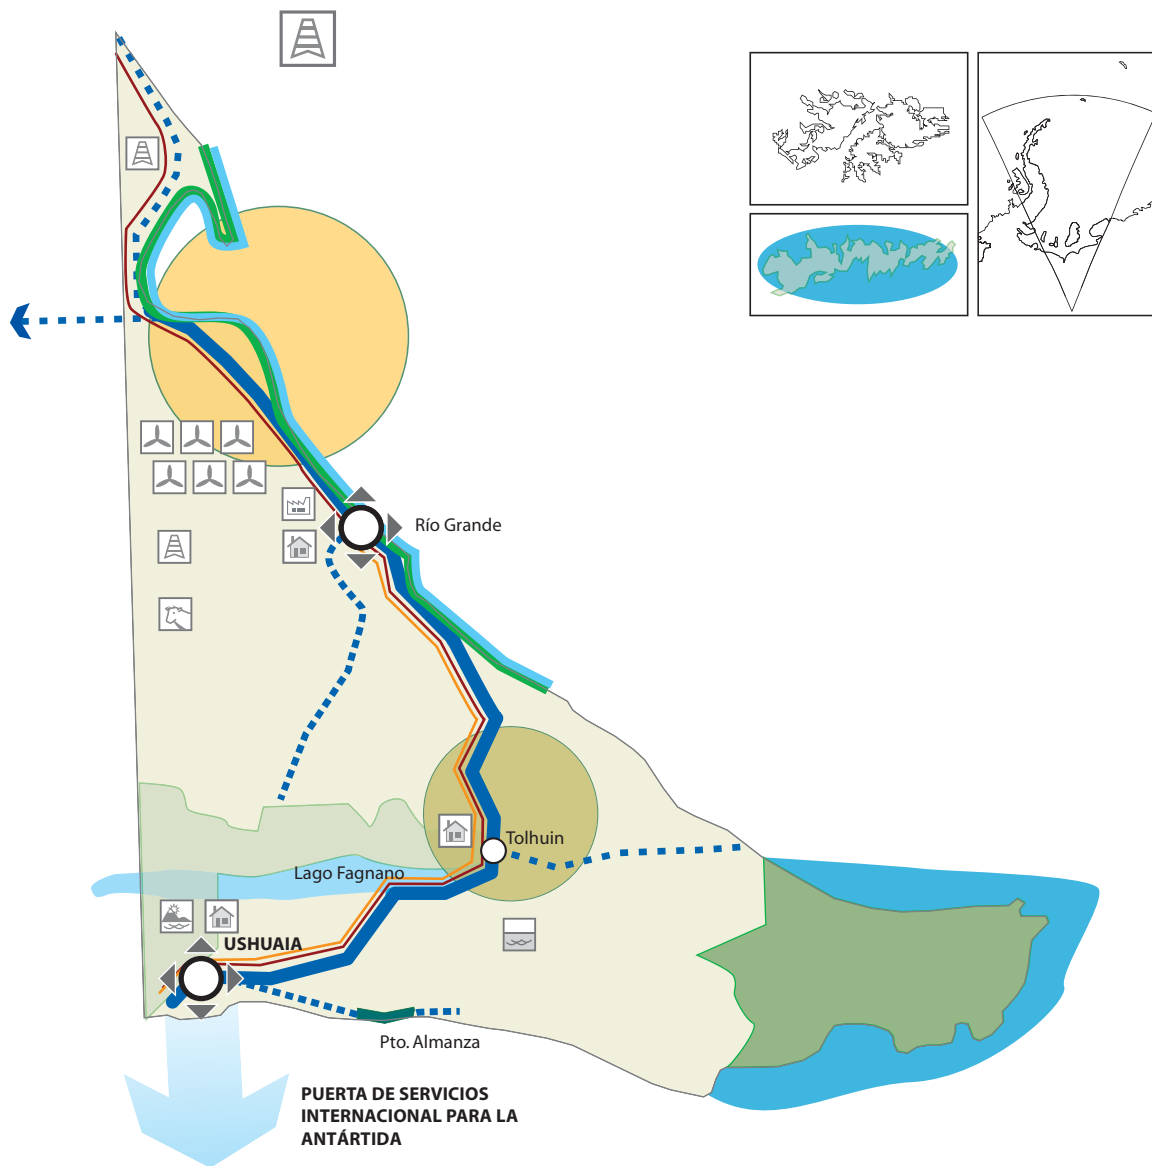 Río Grande
Tolhuin
Lago Fagnano
USHUAIA
Pto. Almanza
PUERTA DE SERVICIOS
INTERNACIONAL PARA LA
ANTÁRTIDA